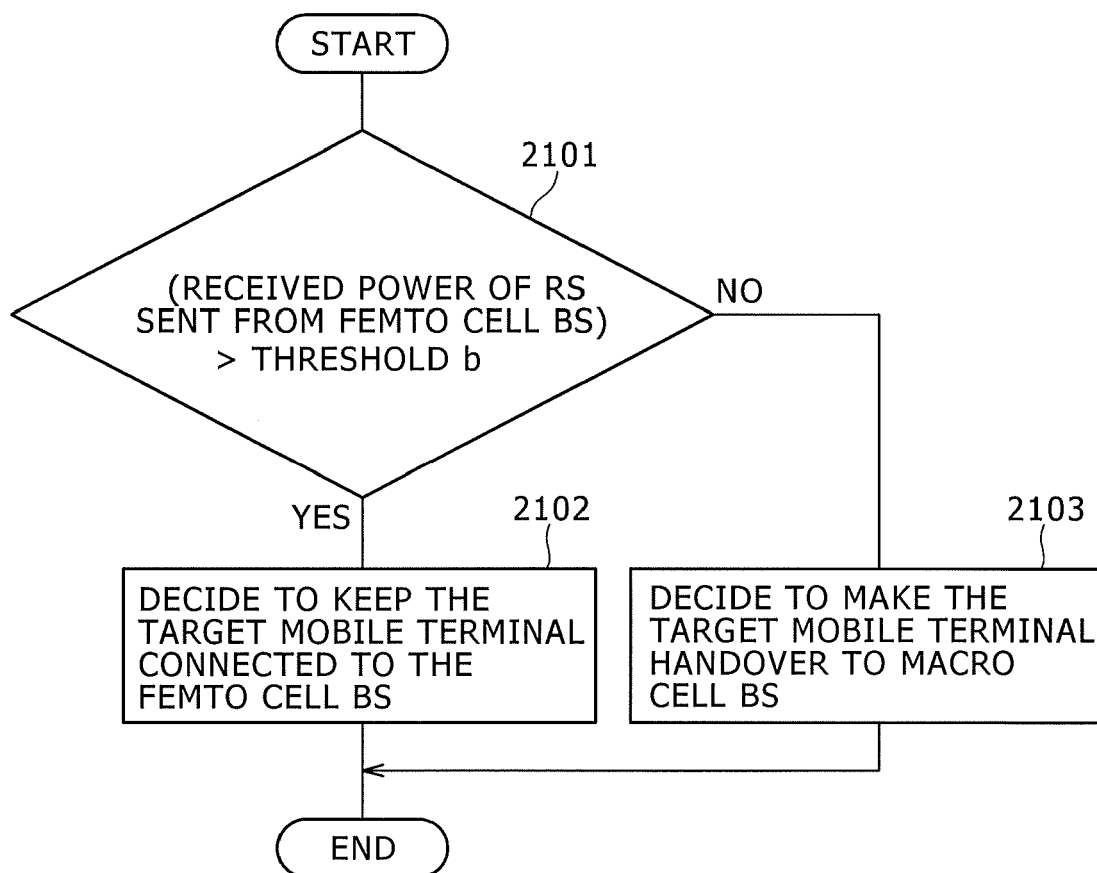 START
2101
(RECEIVED POWER OF RS
SENT FROM FEMTO CELL BS)
> THRESHOLD b
NO
YES
2102
DECIDE TO KEEP THE
TARGET MOBILE TERMINAL
CONNECTED TO THE
FEMTO CELL BS
2103
DECIDE TO MAKE THE
TARGET MOBILE TERMINAL
HANDOVER TO MACRO
CELL BS
END